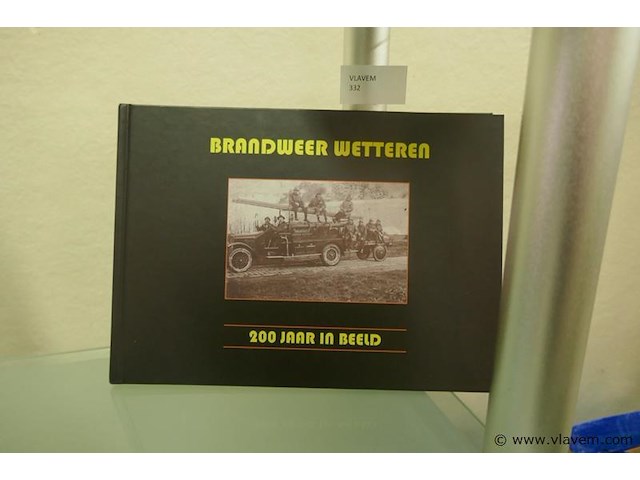 VLAVEM
332
BRANDWEER WETTEREN
200 JAAR IN BEELD
© www.vlavem.com